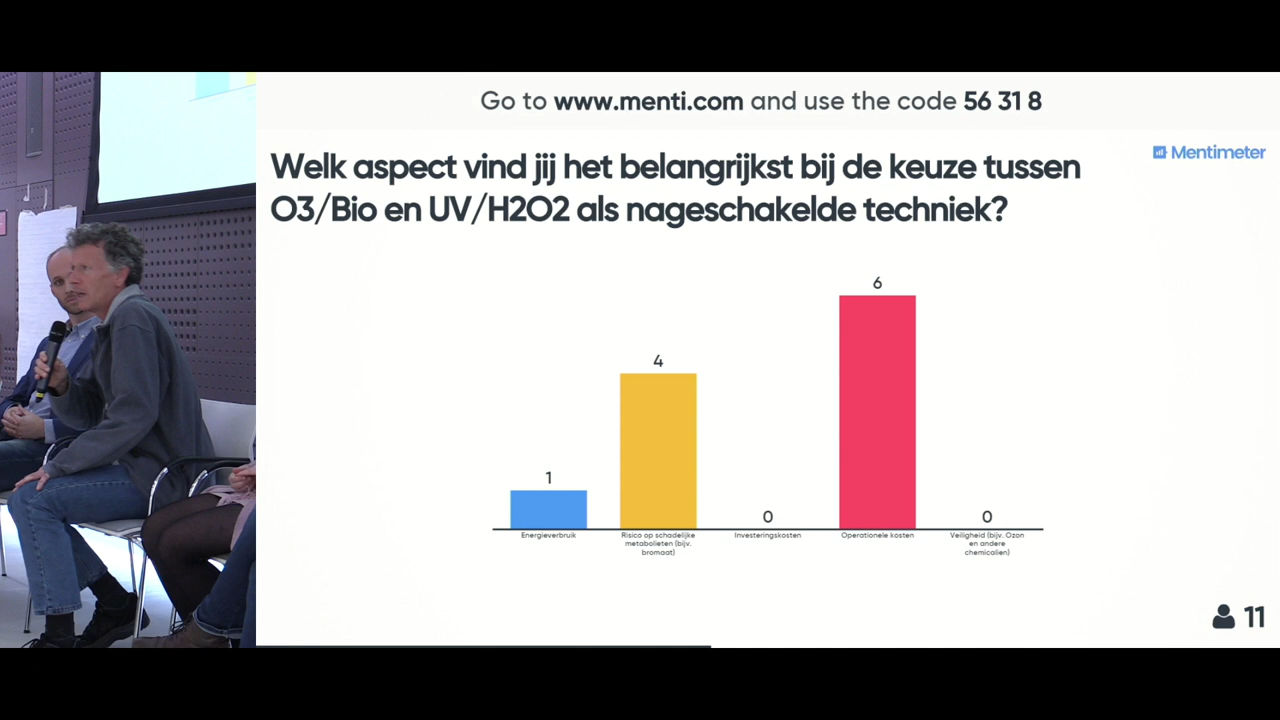 Go to www.menti.com and use the code 56 31 8
Mentimeter
Welk aspect vind jij het belangrijkst bij de keuze tussen
O3/Bio en UV/H2O2 als nageschakelde techniek?
1
4
0
6
0
Energieverbruik
Risico op schadelijke
metabolieten (bijv.
bromaat)
Investeringskosten
Operationele kosten
Veiligheid (bijv. Ozon
en andere
chemicalien)
11